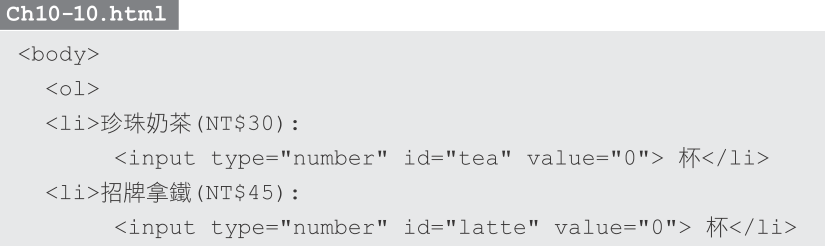 Ch10-10.html
<body>
<ol>
<li>珍珠奶茶(NT$30):
<input type="number" id="tea" value="0"> 杯</li>
<li>招牌拿鐵(NT$45):
<input type="number" id="latte" value="0"> 杯</li>